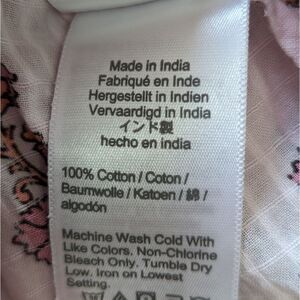 Made in India
Fabriqué en Inde
Hergestellt in Indien
Vervaardigd in India
インド製
hecho en india
100% Cotton / Coton /
Baumwolle / Katoen / 綿 /
algodón
Machine Wash Cold With
Like Colors. Non-Chlorine
Bleach Only. Tumble Dry
Low. Iron on Lowest
Setting.